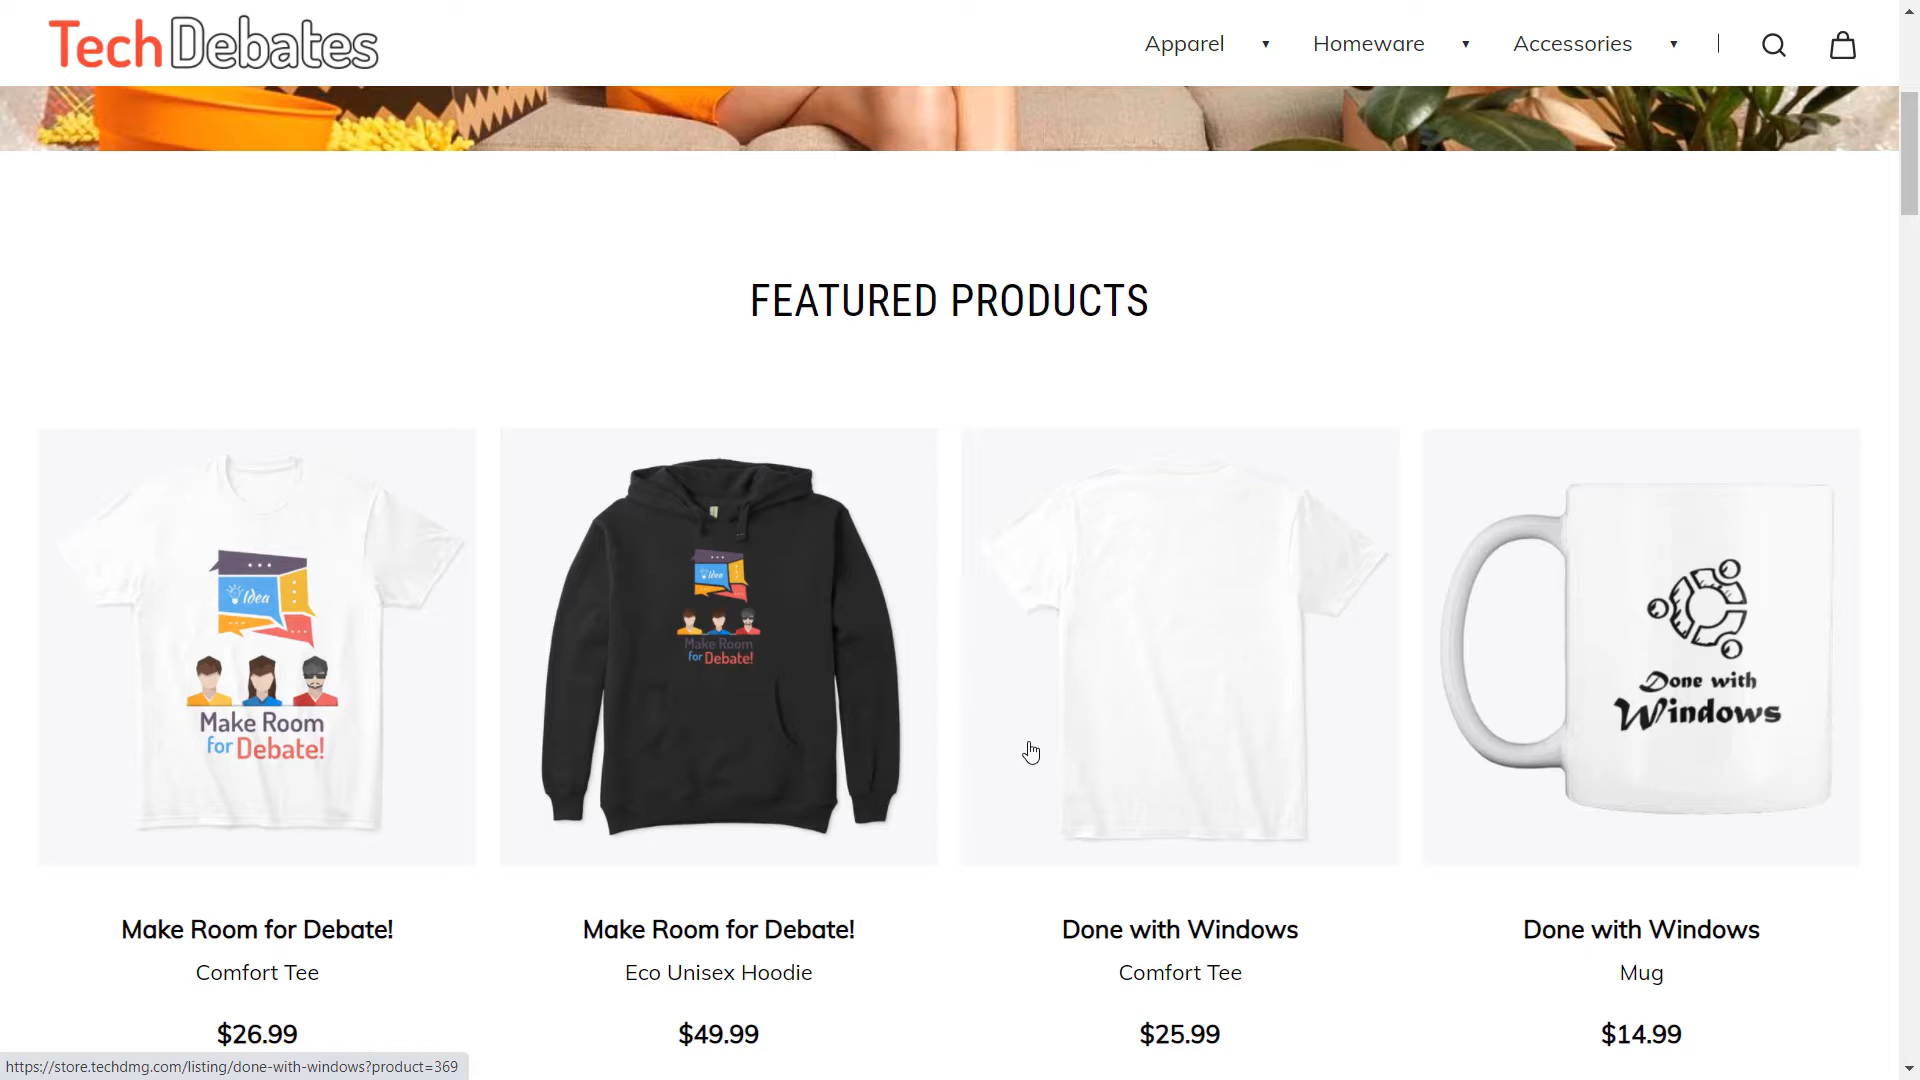 TechDebates
Apparel ▼ Homeware ▼ Accessories ▼
FEATURED PRODUCTS
Idea
Make Room
for Debate!
Idea
Make Room
for Debate!
Done with
Windows
Make Room for Debate!
Comfort Tee
$26.99
Make Room for Debate!
Eco Unisex Hoodie
$49.99
Done with Windows
Comfort Tee
$25.99
Done with Windows
Mug
$14.99
https://store.techdmg.com/listing/done-with-windows?product=369